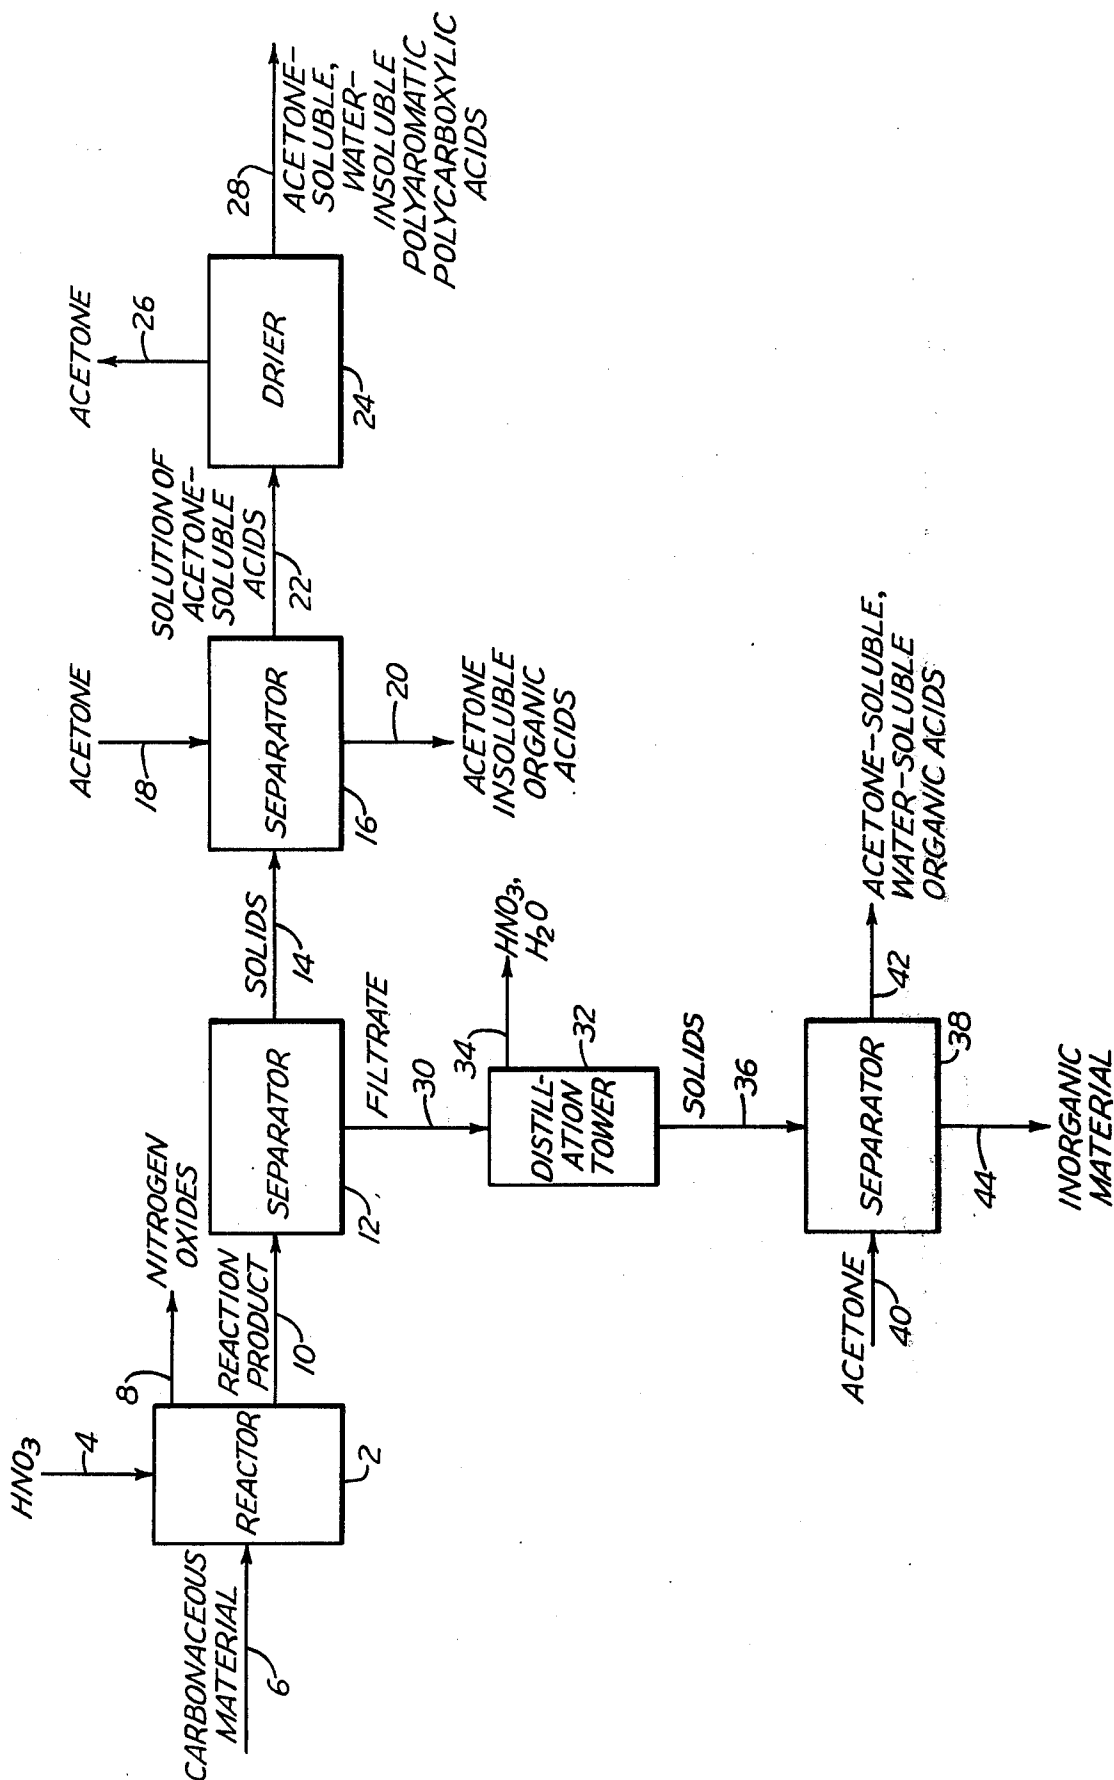 HNO3
4
CARBONACEOUS
MATERIAL
6
REACTOR
2
8
NITROGEN
OXIDES
REACTION
PRODUCT
10
SEPARATOR
12
SOLIDS
14
ACETONE
18
SEPARATOR
16
20
ACETONE
INSOLUBLE
ORGANIC
ACIDS
SOLUTION OF
ACETONE-
SOLUBLE
ACIDS
22
DRIER
24
ACETONE
26
28
ACETONE-
SOLUBLE,
WATER-
INSOLUBLE
POLYAROMATIC
POLYCARBOXYLIC
ACIDS
FILTRATE
30
DISTILL-
ATION
TOWER
32
34
HNO3,
H2O
SOLIDS
36
ACETONE
40
SEPARATOR
38
42
ACETONE-SOLUBLE,
WATER-SOLUBLE
ORGANIC ACIDS
44
INORGANIC
MATERIAL